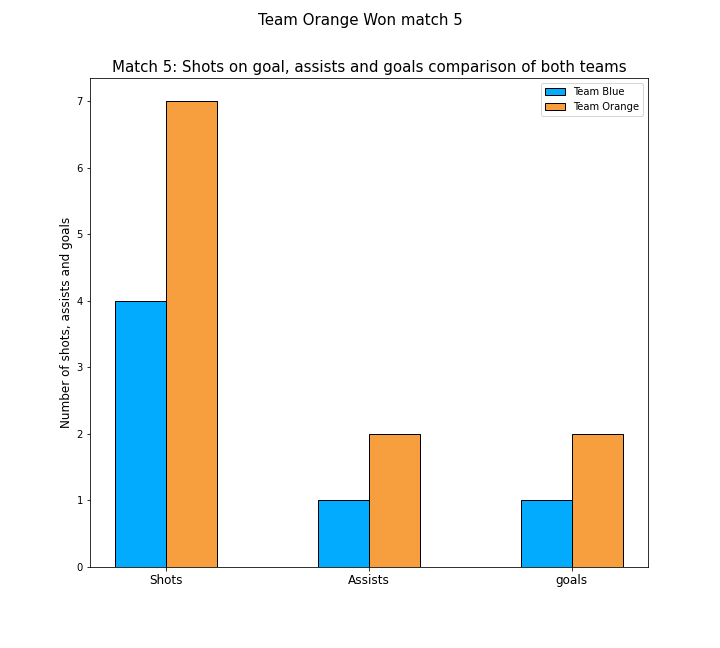 Team Orange Won match 5
Match 5: Shots on goal, assists and goals comparison of both teams
Team Blue
Team Orange
Number of shots, assists and goals
7
6
5
4
3
2
1
0
Shots Assists goals